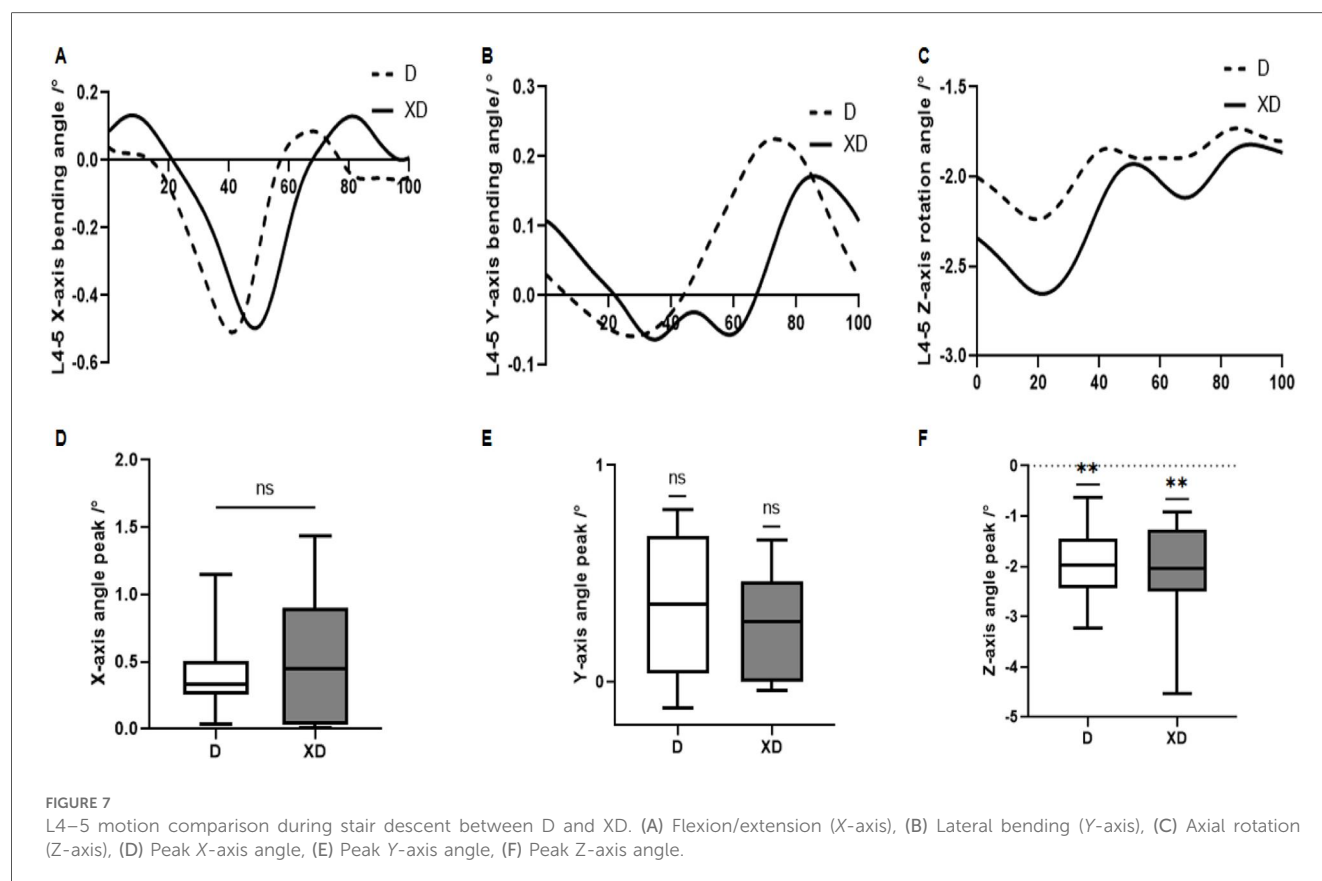 A
L4-5 X-axis bending angle /°
D
XD
0.2
0.0
-0.2
-0.4
-0.6
20 40 60 80 100
B
L4-5 Y-axis bending angle/ °
D
XD
0.3
0.2
0.1
0.0
-0.1
20 40 60 80 100
C
L4-5 Z-axis rotation angle/°
D
XD
-1.5
-2.0
-2.5
-3.0
0 20 40 60 80 100
D
X-axis angle peak /°
2.0
1.5
1.0
0.5
0.0
ns
D XD
E
Y-axis angle peak /°
1
0
ns
ns
D XD
F
Z-axis angle peak /°
0
-1
-2
-3
-4
-5
**
**
D XD
FIGURE 7
L4–5 motion comparison during stair descent between D and XD. (A) Flexion/extension (X-axis), (B) Lateral bending (Y-axis), (C) Axial rotation
(Z-axis), (D) Peak X-axis angle, (E) Peak Y-axis angle, (F) Peak Z-axis angle.